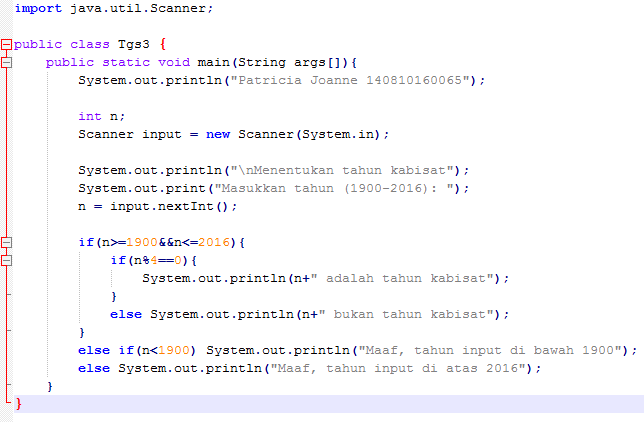 import java.util.Scanner;
public class Tgs3 {
public static void main(String args[]){
System.out.println("Patricia Joanne 140810160065");
int n;
Scanner input = new Scanner(System.in);
System.out.println("\nMenentukan tahun kabisat");
System.out.print("Masukkan tahun (1900-2016): ");
n = input.nextInt();
if(n>=1900&&n<=2016){
if(n%4==0){
System.out.println(n+" adalah tahun kabisat");
}
else System.out.println(n+" bukan tahun kabisat");
}
else if(n<1900) System.out.println("Maaf, tahun input di bawah 1900");
else System.out.println("Maaf, tahun input di atas 2016");
}
}